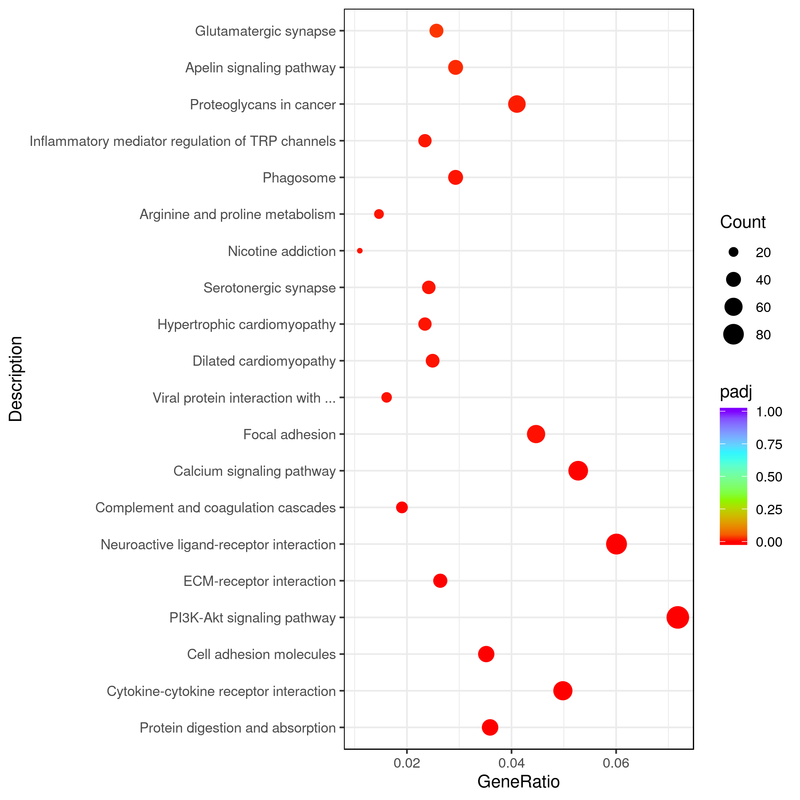 Glutamatergic synapse
Apelin signaling pathway
Proteoglycans in cancer
Inflammatory mediator regulation of TRP channels
Phagosome
Arginine and proline metabolism
Nicotine addiction
Serotonergic synapse
Hypertrophic cardiomyopathy
Dilated cardiomyopathy
Viral protein interaction with ...
Focal adhesion
Calcium signaling pathway
Complement and coagulation cascades
Neuroactive ligand-receptor interaction
ECM-receptor interaction
PI3K-Akt signaling pathway
Cell adhesion molecules
Cytokine-cytokine receptor interaction
Protein digestion and absorption
Description
0.02 0.04 0.06
GeneRatio
Count
20
40
60
80
padj
1.00
0.75
0.50
0.25
0.00